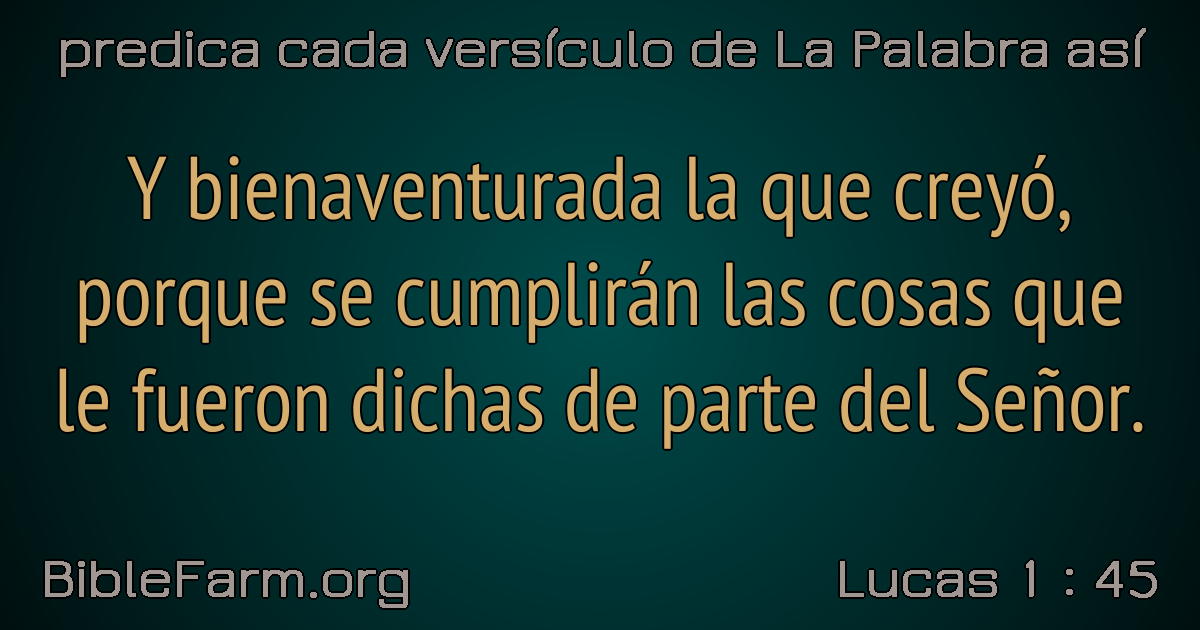 predica cada versículo de La Palabra así
Y bienaventurada la que creyó,
porque se cumplirán las cosas que
le fueron dichas de parte del Señor.
BibleFarm.org
Lucas 1 : 45